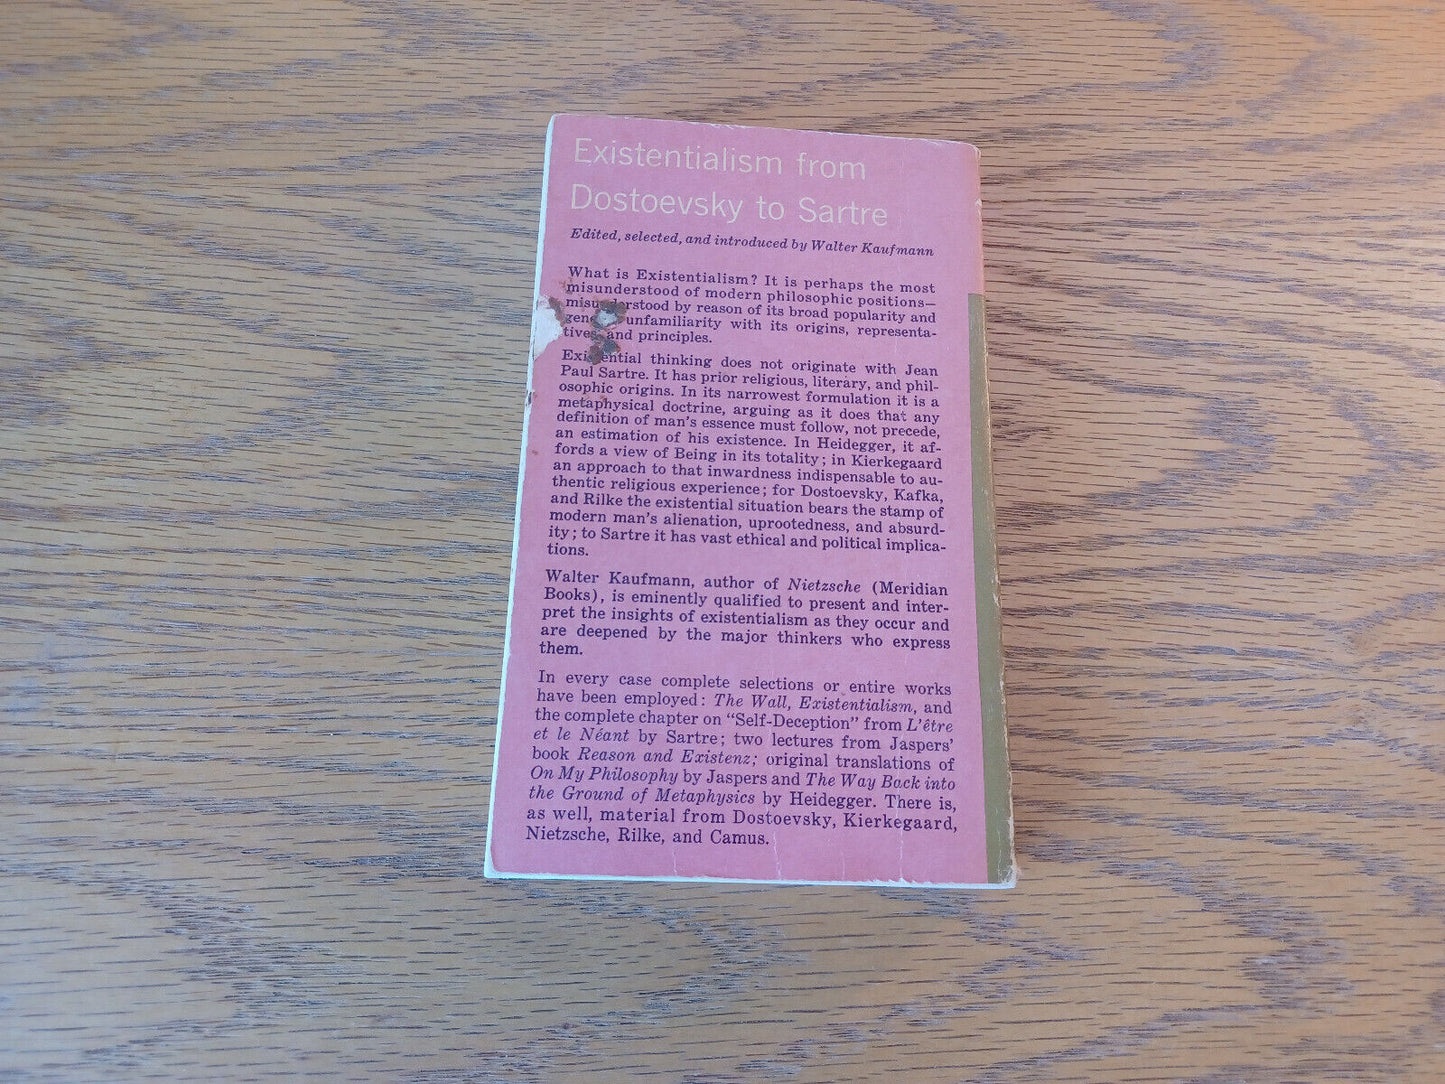 Existentialism from
Dostoevsky to Sartre
Edited, selected, and introduced by Walter Kaufmann
What is Existentialism? It is perhaps the most
misunderstood of modern philosophic positions—
misunderstood by reason of its broad popularity and
gen unfamiliarity with its origins, representa-
tives, and principles.
Existential thinking does not originate with Jean
Paul Sartre. It has prior religious, literary, and phil-
osophic origins. In its narrowest formulation it is a
metaphysical doctrine, arguing as it does that any
definition of man's essence must follow, not precede,
an estimation of his existence. In Heidegger, it af-
fords a view of Being in its totality; in Kierkegaard
an approach to that inwardness indispensable to au-
thentic religious experience; for Dostoevsky, Kafka,
and Rilke the existential situation bears the stamp of
modern man's alienation, uprootedness, and absurd-
ity; to Sartre it has vast ethical and political implica-
tions.
Walter Kaufmann, author of Nietzsche (Meridian
Books), is eminently qualified to present and inter-
pret the insights of existentialism as they occur and
are deepened by the major thinkers who express
them.
In every case complete selections or entire works
have been employed: The Wall, Existentialism, and
the complete chapter on "Self-Deception" from L'être
et le Néant by Sartre; two lectures from Jaspers'
book Reason and Existenz; original translations of
On My Philosophy by Jaspers and The Way Back into
the Ground of Metaphysics by Heidegger. There is,
as well, material from Dostoevsky, Kierkegaard,
Nietzsche, Rilke, and Camus.